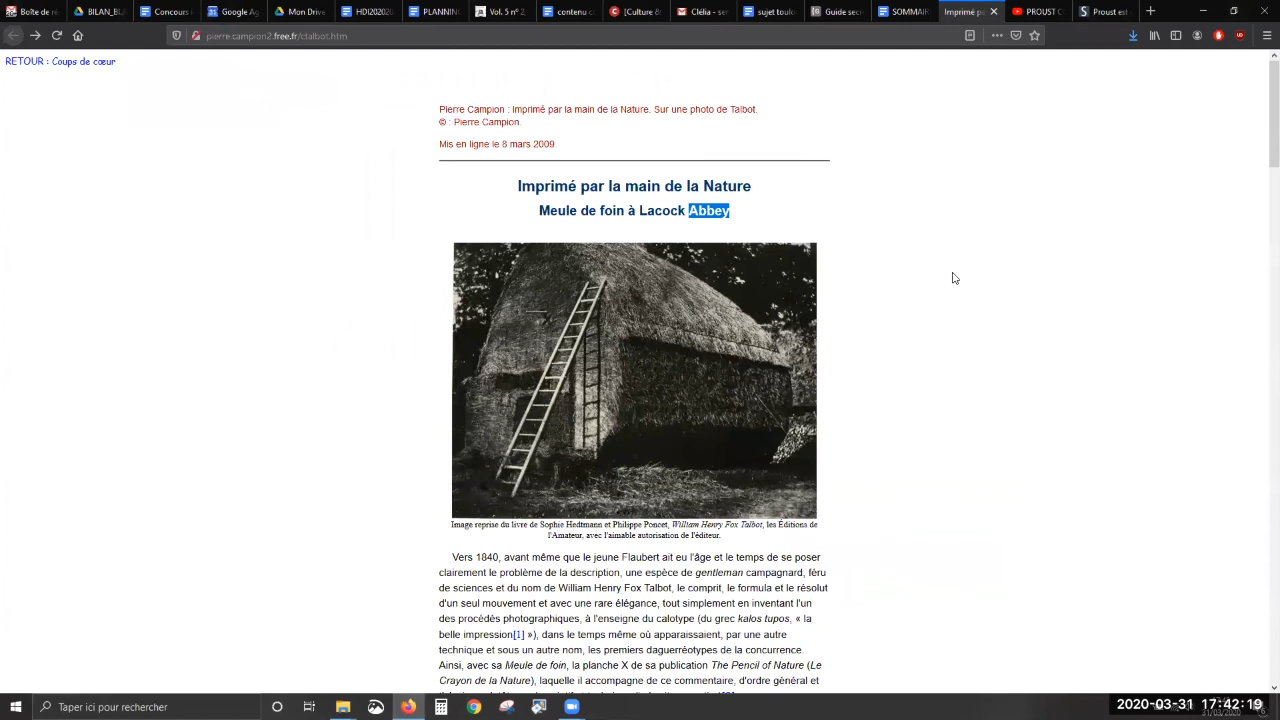 Boîte de ré
BILAN_BL
Concours
Google Ag
Mon Drive
HDI202020
PLANNIN
Vol. 5 nº 2
contenu c
[Culture &
Clélia - ser
sujet toulo
Guide secr
SOMMAIR
Imprimé pa
PROUST C
Proust est
pierre.campion2.free.fr/ctalbot.htm
RETOUR : Coups de cœur
Pierre Campion : Imprimé par la main de la Nature. Sur une photo de Talbot.
© : Pierre Campion.
Mis en ligne le 8 mars 2009.
Imprimé par la main de la Nature
Meule de foin à Lacock Abbey
Image reprise du livre de Sophie Hedtmann et Philippe Poncet, William Henry Fox Talbot, les Éditions de
l'Amateur, avec l'aimable autorisation de l'éditeur.
Vers 1840, avant même que le jeune Flaubert ait eu l'âge et le temps de se poser
clairement le problème de la description, une espèce de gentleman campagnard, féru
de sciences et du nom de William Henry Fox Talbot, le comprit, le formula et le résolut
d'un seul mouvement et avec une rare élégance, tout simplement en inventant l'un
des procédés photographiques, à l'enseigne du calotype (du grec kalos tupos, « la
belle impression[1] »), dans le temps même où apparaissaient, par une autre
technique et sous un autre nom, les premiers daguerréotypes de la concurrence.
Ainsi, avec sa Meule de foin, la planche X de sa publication The Pencil of Nature (Le
Crayon de la Nature), laquelle il accompagne de ce commentaire, d'ordre général et
Taper ici pour rechercher
2020-03-31 17:42:19
31/03/2020